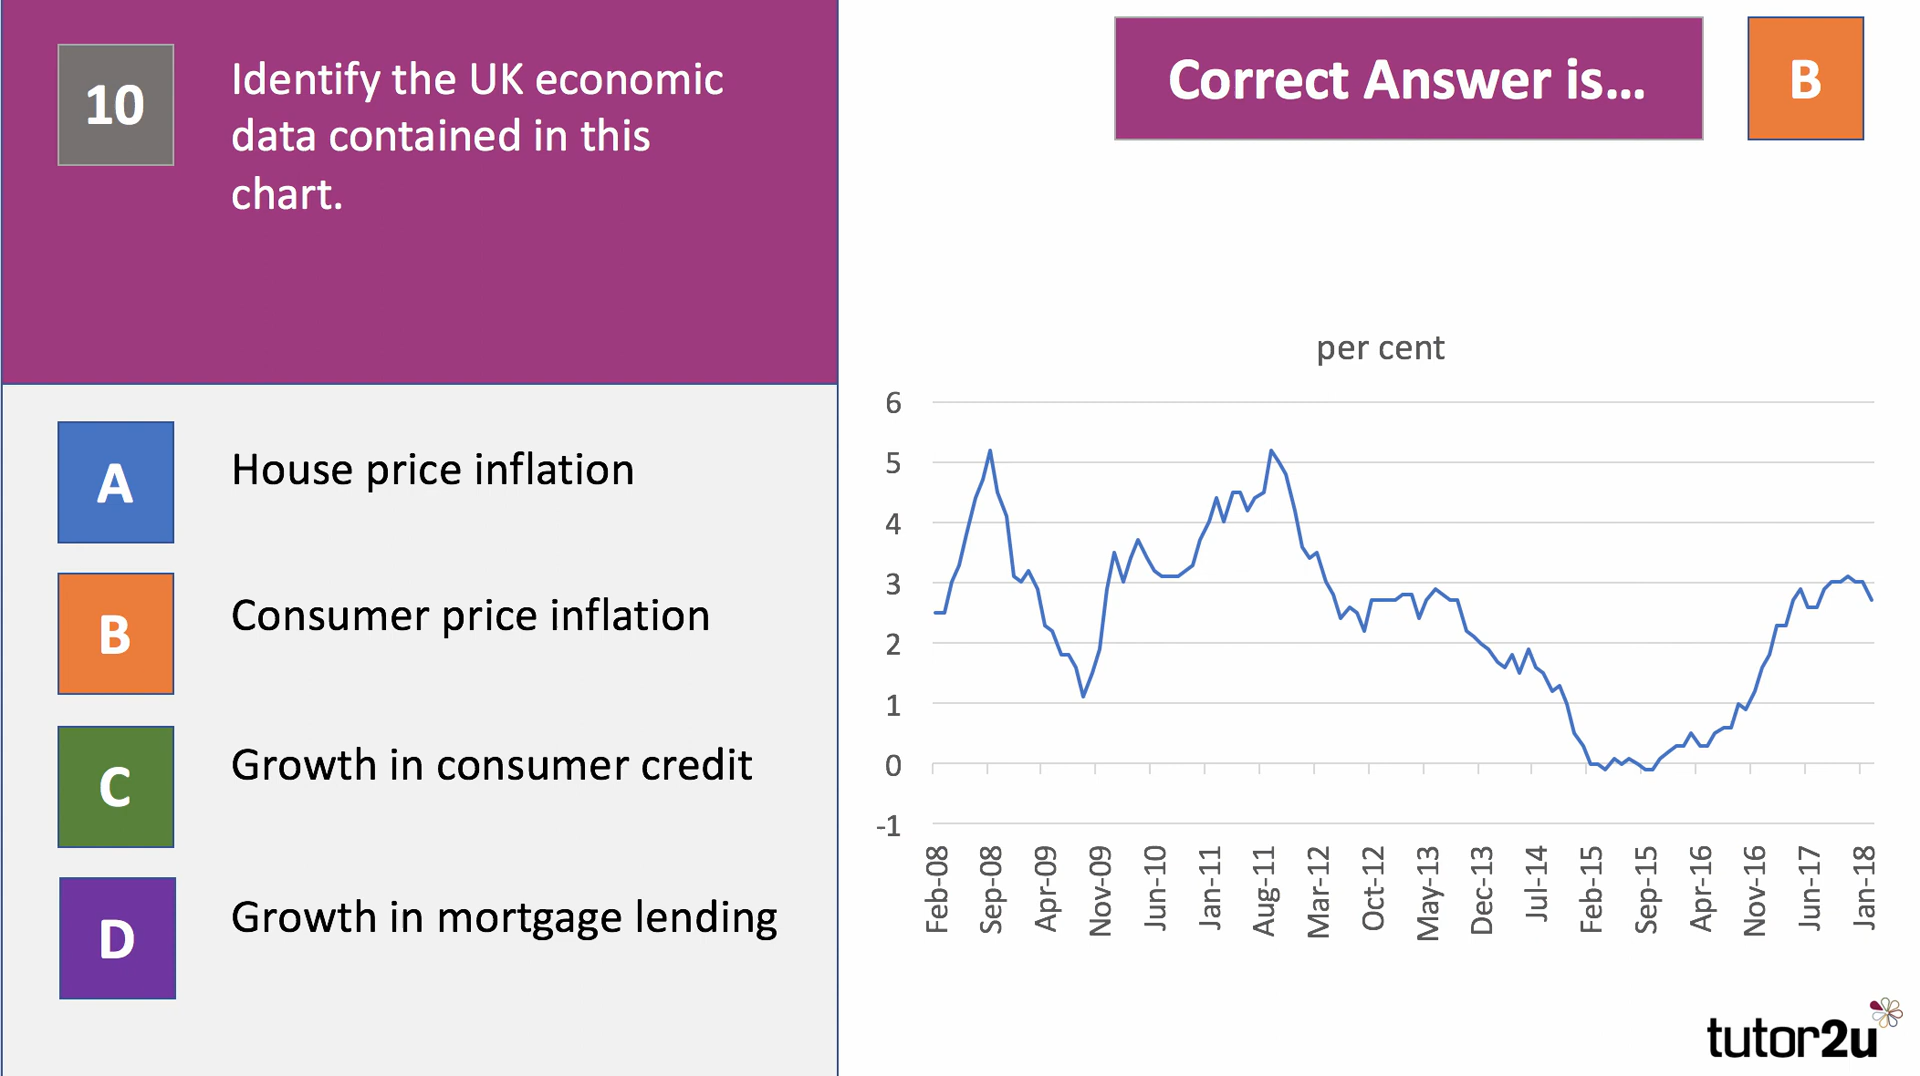 10
Identify the UK economic
data contained in this
chart.
Correct Answer is...
B
A
House price inflation
B
Consumer price inflation
C
Growth in consumer credit
D
Growth in mortgage lending
per cent
6
5
4
3
2
1
0
-1
Feb-08
Sep-08
Apr-09
Nov-09
Jun-10
Jan-11
Aug-11
Mar-12
Oct-12
May-13
Dec-13
Jul-14
Feb-15
Sep-15
Apr-16
Nov-16
Jun-17
Jan-18
tutor2u